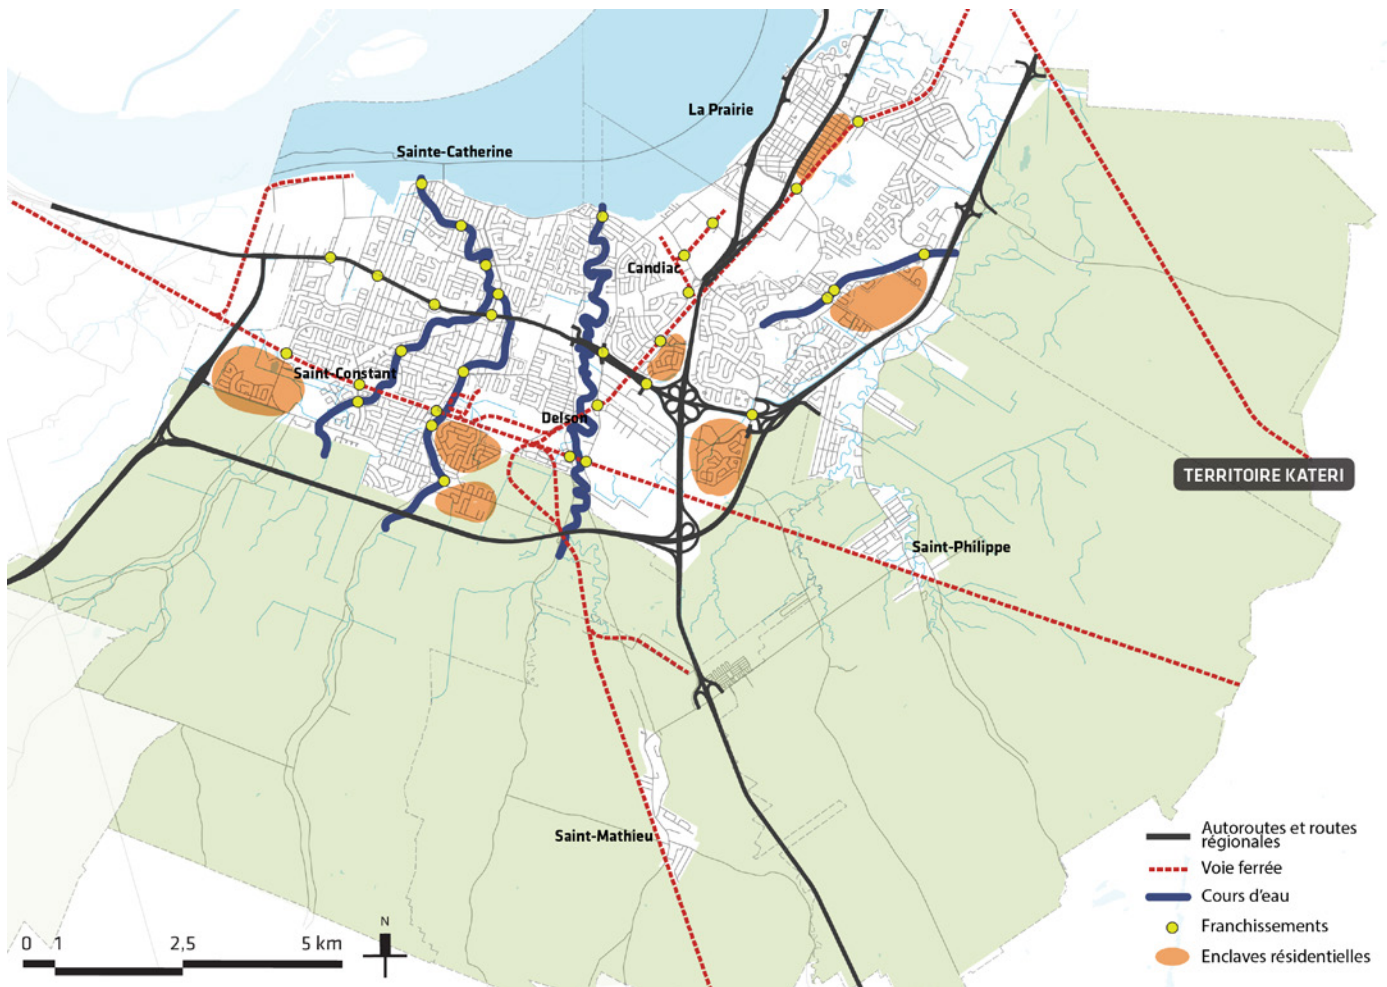 La Prairie
Sainte-Catherine
Candiac
Saint-Constant
Delson
TERRITOIRE KATERI
Saint-Philippe
Saint-Mathieu
Autoroutes et routes
régionales
Voie ferrée
Cours d'eau
Franchissements
Enclaves résidentielles
N
0 1 2,5 5 km